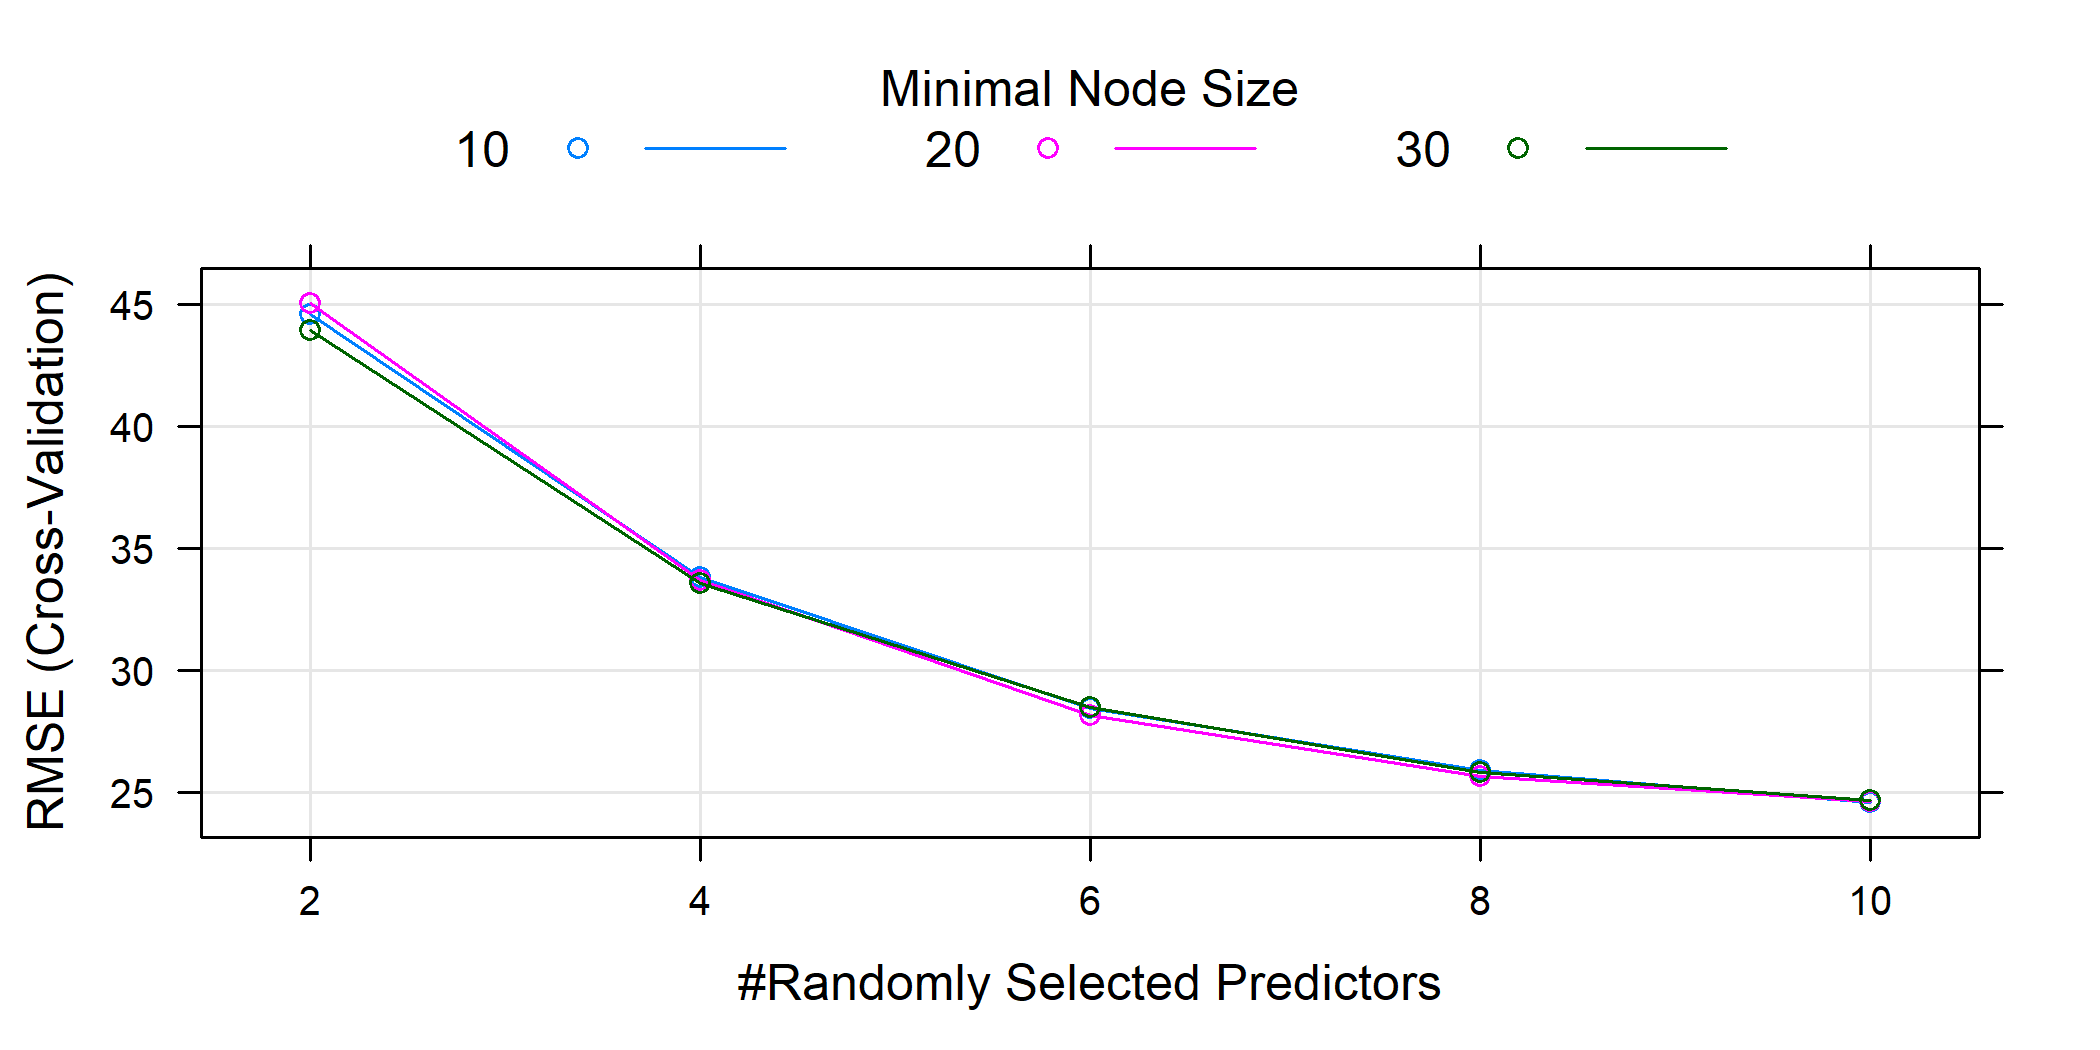 Minimal Node Size
10 20 30
RMSE (Cross-Validation)
45
40
35
30
25
2 4 6 8 10
#Randomly Selected Predictors